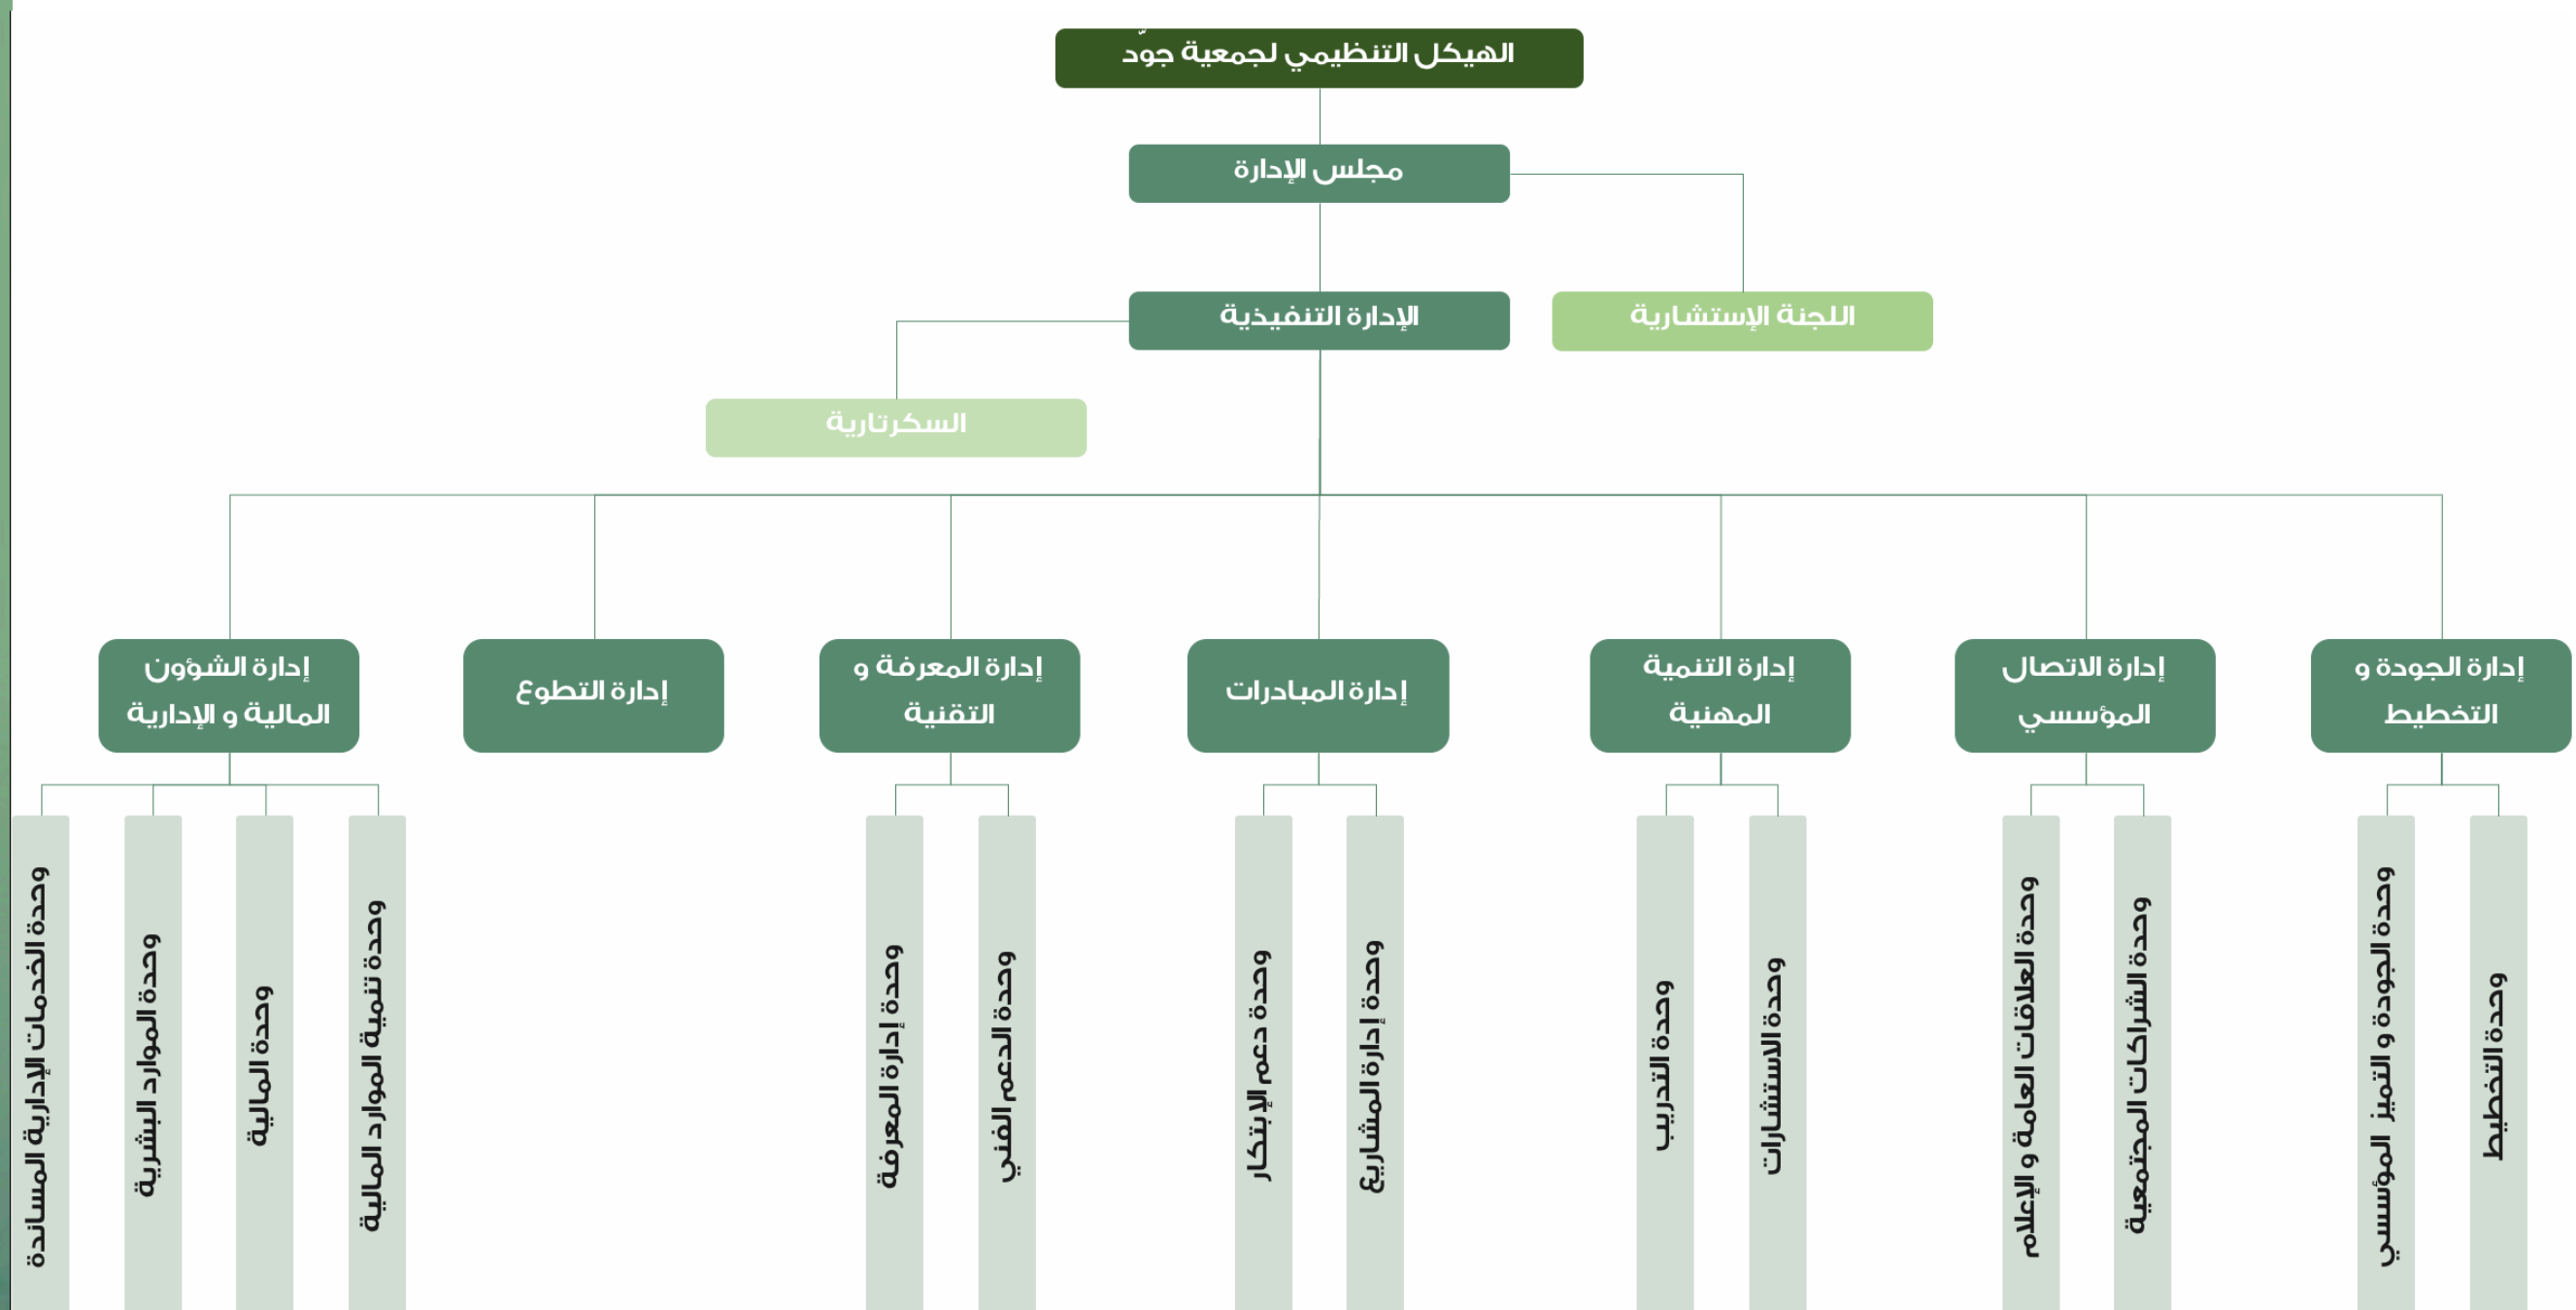 الهيكل التنظيمي لجمعية جوّد
مجلس الإدارة
الإدارة التنفيذية
اللجنة الإستشارية
السكرتارية
إدارة الجودة و
التخطيط
إدارة الاتصال
المؤسسي
إدارة التنمية
المهنية
إدارة المبادرات
إدارة المعرفة و
التقنية
إدارة التطوع
إدارة الشؤون
المالية و الإدارية
وحدة التخطيط
وحدة الجودة و التميز المؤسسي
وحدة الشراكات المجتمعية
وحدة العلاقات العامة و الإعلام
وحدة الاستشارات
وحدة التدريب
وحدة إدارة المشاريع
وحدة دعم الإبتكار
وحدة الدعم الفني
وحدة إدارة المعرفة
وحدة تنمية الموارد المالية
وحدة المالية
وحدة الموارد البشرية
وحدة الخدمات الإدارية المساندة